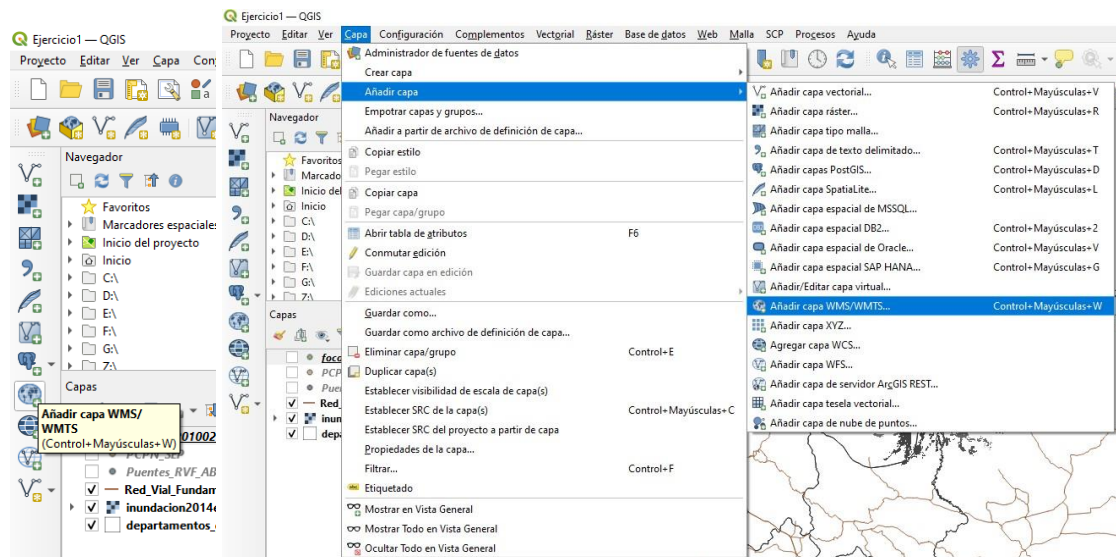 Ejercicio1 — QGIS
Proyecto Editar Ver Capa Con
Navegador
Favoritos
Marcadores espaciales
Inicio del proyecto
Inicio
C:\
D:\
E:\
F:\
G:\
Z:\
Capas
Añadir capa WMS/
WMTS
(Control+Mayúsculas+W)
01002
PCPN_SEP
Puentes_RVF_AB
Red_Vial_Fundam
inundacion2014
departamentos_
Ejercicio1 — QGIS
Proyecto Editar Ver Capa Configuración Complementos Vectorial Ráster Base de datos Web Malla SCP Procesos Ayuda
Navegador
Favoritos
Marcado
Inicio del
Inicio
C:\
D:\
E:\
F:\
G:\
Z:\
Capas
foco
PCP
Puen
Red_
inun
depa
Administrador de fuentes de datos
Crear capa
Añadir capa
Empotrar capas y grupos...
Añadir a partir de archivo de definición de capa...
Copiar estilo
Pegar estilo
Copiar capa
Pegar capa/grupo
Abrir tabla de atributos F6
Conmutar edición
Guardar capa en edición
Ediciones actuales
Guardar como...
Guardar como archivo de definición de capa...
Eliminar capa/grupo Control+E
Duplicar capa(s)
Establecer visibilidad de escala de capa(s)
Establecer SRC de la capa(s) Control+Mayúsculas+C
Establecer SRC del proyecto a partir de capa
Propiedades de la capa...
Filtrar... Control+F
Etiquetado
Mostrar en Vista General
Mostrar Todo en Vista General
Ocultar Todo en Vista General
Añadir capa vectorial... Control+Mayúsculas+V
Añadir capa ráster... Control+Mayúsculas+R
Añadir capa tipo malla...
Añadir capa de texto delimitado... Control+Mayúsculas+T
Añadir capas PostGIS... Control+Mayúsculas+D
Añadir capa SpatiaLite... Control+Mayúsculas+L
Añadir capa espacial de MSSQL...
Añadir capa espacial DB2... Control+Mayúsculas+2
Añadir capa espacial de Oracle... Control+Mayúsculas+V
Añadir capa espacial SAP HANA... Control+Mayúsculas+G
Añadir/Editar capa virtual...
Añadir capa WMS/WMTS... Control+Mayúsculas+W
Añadir capa XYZ...
Agregar capa WCS...
Añadir capa WFS...
Añadir capa de servidor ArcGIS REST...
Añadir capa tesela vectorial...
Añadir capa de nube de puntos...